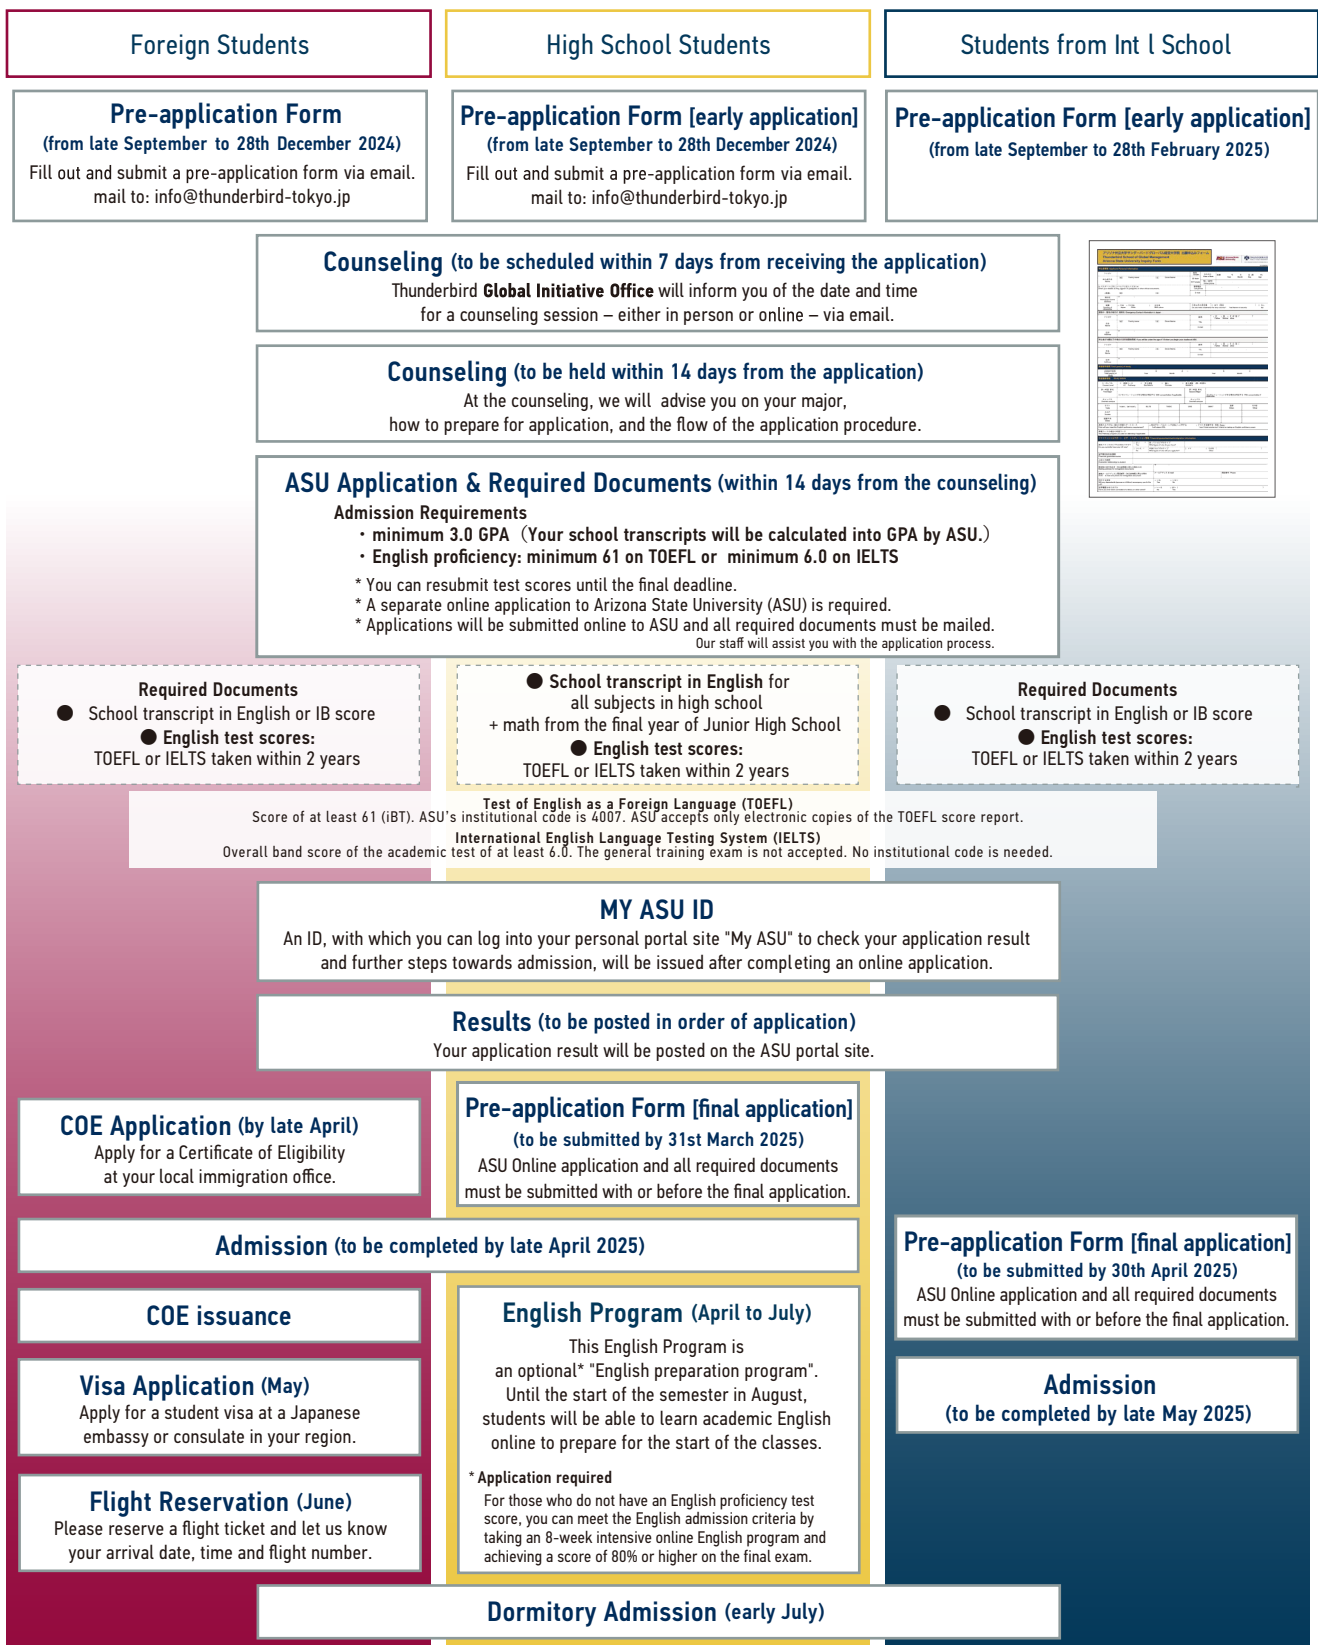 Foreign Students
High School Students
Students from Int l School
Pre-application Form
(from late September to 28th December 2024)
Fill out and submit a pre-application form via email.
mail to: info@thunderbird-tokyo.jp
Pre-application Form [early application]
(from late September to 28th December 2024)
Fill out and submit a pre-application form via email.
mail to: info@thunderbird-tokyo.jp
Pre-application Form [early application]
(from late September to 28th February 2025)
Counseling (to be scheduled within 7 days from receiving the application)
Thunderbird Global Initiative Office will inform you of the date and time
for a counseling session – either in person or online – via email.
Counseling (to be held within 14 days from the application)
At the counseling, we will advise you on your major,
how to prepare for application, and the flow of the application procedure.
ASU Application & Required Documents (within 14 days from the counseling)
Admission Requirements
・minimum 3.0 GPA（Your school transcripts will be calculated into GPA by ASU.）
・English proficiency: minimum 61 on TOEFL or minimum 6.0 on IELTS
* You can resubmit test scores until the final deadline.
* A separate online application to Arizona State University (ASU) is required.
* Applications will be submitted online to ASU and all required documents must be mailed.
Our staff will assist you with the application process.
Required Documents
● School transcript in English or IB score
● English test scores:
TOEFL or IELTS taken within 2 years
● School transcript in English for
all subjects in high school
+ math from the final year of Junior High School
● English test scores:
TOEFL or IELTS taken within 2 years
Required Documents
● School transcript in English or IB score
● English test scores:
TOEFL or IELTS taken within 2 years
Test of English as a Foreign Language (TOEFL)
Score of at least 61 (iBT). ASU's institutional code is 4007. ASU accepts only electronic copies of the TOEFL score report.
International English Language Testing System (IELTS)
Overall band score of the academic test of at least 6.0. The general training exam is not accepted. No institutional code is needed.
MY ASU ID
An ID, with which you can log into your personal portal site "My ASU" to check your application result
and further steps towards admission, will be issued after completing an online application.
Results (to be posted in order of application)
Your application result will be posted on the ASU portal site.
COE Application (by late April)
Apply for a Certificate of Eligibility
at your local immigration office.
Pre-application Form [final application]
(to be submitted by 31st March 2025)
ASU Online application and all required documents
must be submitted with or before the final application.
Admission (to be completed by late April 2025)
Pre-application Form [final application]
(to be submitted by 30th April 2025)
ASU Online application and all required documents
must be submitted with or before the final application.
COE issuance
Visa Application (May)
Apply for a student visa at a Japanese
embassy or consulate in your region.
Flight Reservation (June)
Please reserve a flight ticket and let us know
your arrival date, time and flight number.
English Program (April to July)
This English Program is
an optional* "English preparation program".
Until the start of the semester in August,
students will be able to learn academic English
online to prepare for the start of the classes.
* Application required
For those who do not have an English proficiency test
score, you can meet the English admission criteria by
taking an 8-week intensive online English program and
achieving a score of 80% or higher on the final exam.
Admission
(to be completed by late May 2025)
Dormitory Admission (early July)